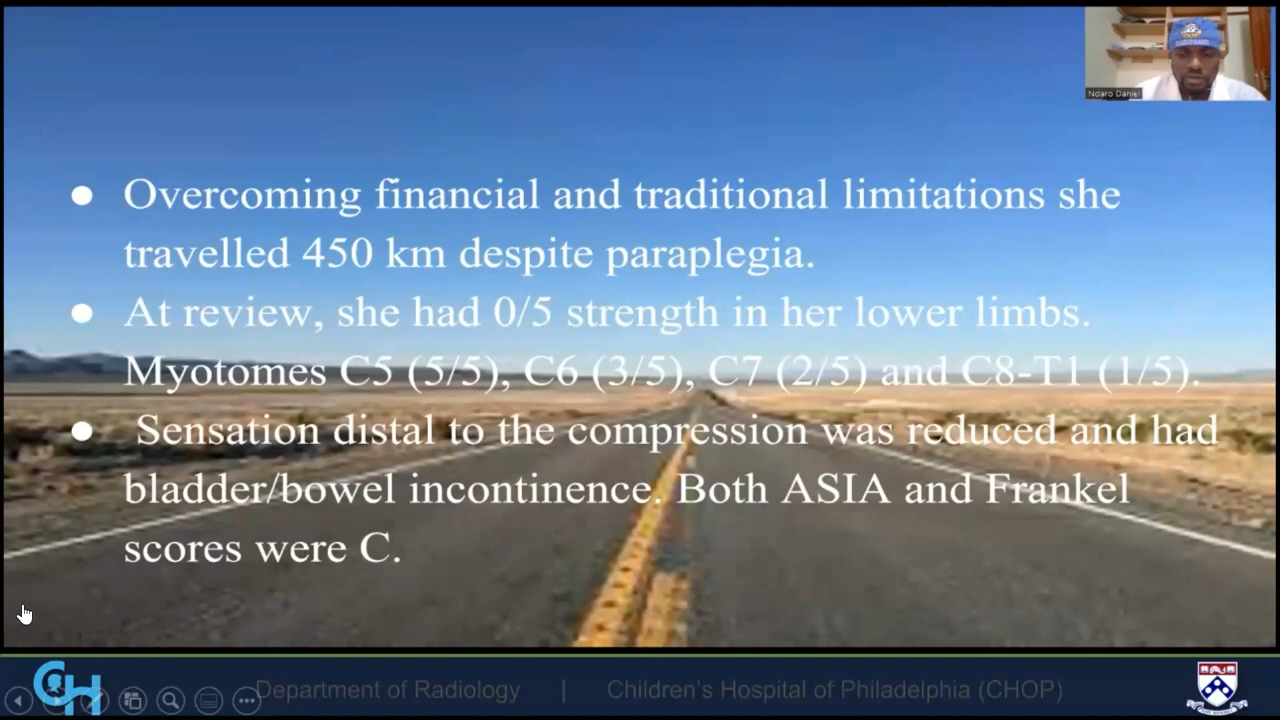 Ndaro Daniel
● Overcoming financial and traditional limitations she
travelled 450 km despite paraplegia.
● At review, she had 0/5 strength in her lower limbs.
Myotomes C5 (5/5), C6 (3/5), C7 (2/5) and C8-T1 (1/5).
● Sensation distal to the compression was reduced and had
bladder/bowel incontinence. Both ASIA and Frankel
scores were C.
CH
Department of Radiology | Children's Hospital of Philadelphia (CHOP)